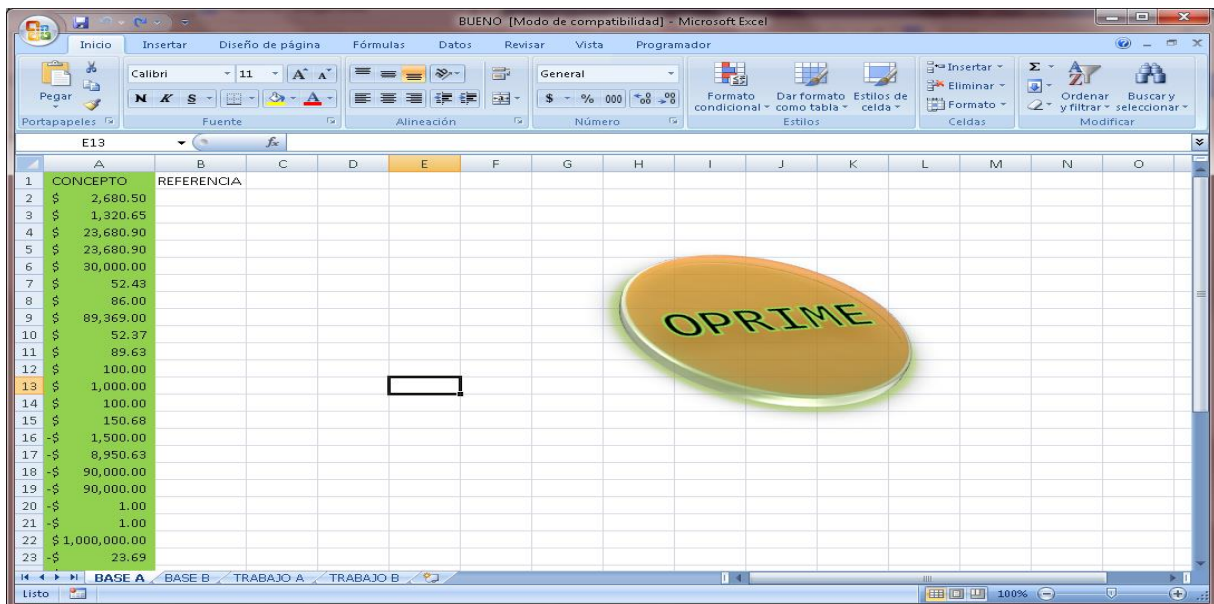 BUENO [Modo de compatibilidad] - Microsoft Excel
Inicio Insertar Diseño de página Fórmulas Datos Revisar Vista Programador
Pegar
Portapapeles
Calibri 11 A A
N K S A
Fuente
Alineación
General
$ % 000
Número
Formato condicional
Dar formato como tabla
Estilos de celda
Estilos
Insertar
Eliminar
Formato
Celdas
Σ
Ordenar y filtrar
Buscar y seleccionar
Modificar
E13 fx
A B C D E F G H I J K L M N O
1 CONCEPTO REFERENCIA
2 $ 2,680.50
3 $ 1,320.65
4 $ 23,680.90
5 $ 23,680.90
6 $ 30,000.00
7 $ 52.43
8 $ 86.00
9 $ 89,369.00
10 $ 52.37
11 $ 89.63
12 $ 100.00
13 $ 1,000.00
14 $ 100.00
15 $ 150.68
16 -$ 1,500.00
17 -$ 8,950.63
18 -$ 90,000.00
19 -$ 90,000.00
20 -$ 1.00
21 -$ 1.00
22 $ 1,000,000.00
23 -$ 23.69
OPRIME
BASE A BASE B TRABAJO A TRABAJO B
Listo 100%